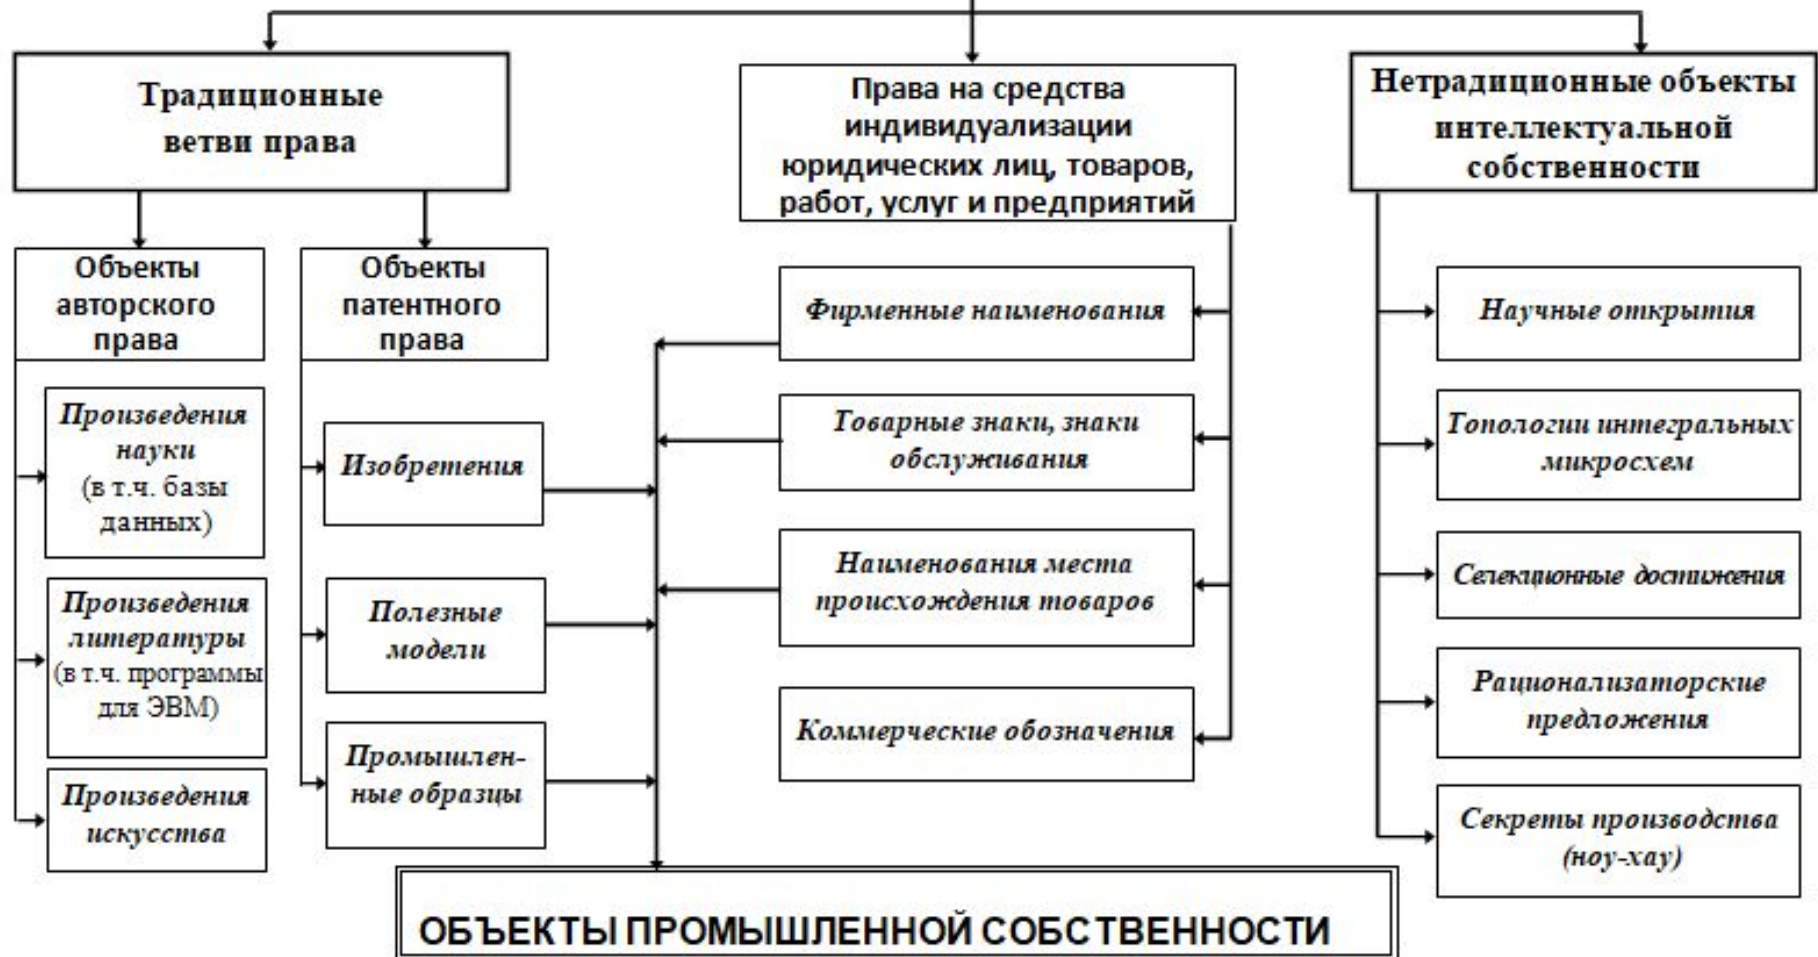 Традиционные
ветви права
Права на средства
индивидуализации
юридических лиц, товаров,
работ, услуг и предприятий
Нетрадиционные объекты
интеллектуальной
собственности
Объекты
авторского
права
Объекты
патентного
права
Произведения
науки
(в т.ч. базы
данных)
Произведения
литературы
(в т.ч. программы
для ЭВМ)
Произведения
искусства
Изобретения
Полезные
модели
Промышлен-
ные образцы
Фирменные наименования
Товарные знаки, знаки
обслуживания
Наименования места
происхождения товаров
Коммерческие обозначения
Научные открытия
Топологии интегральных
микросхем
Селекционные достижения
Рационализаторские
предложения
Секреты производства
(ноу-хау)
ОБЪЕКТЫ ПРОМЫШЛЕННОЙ СОБСТВЕННОСТИ